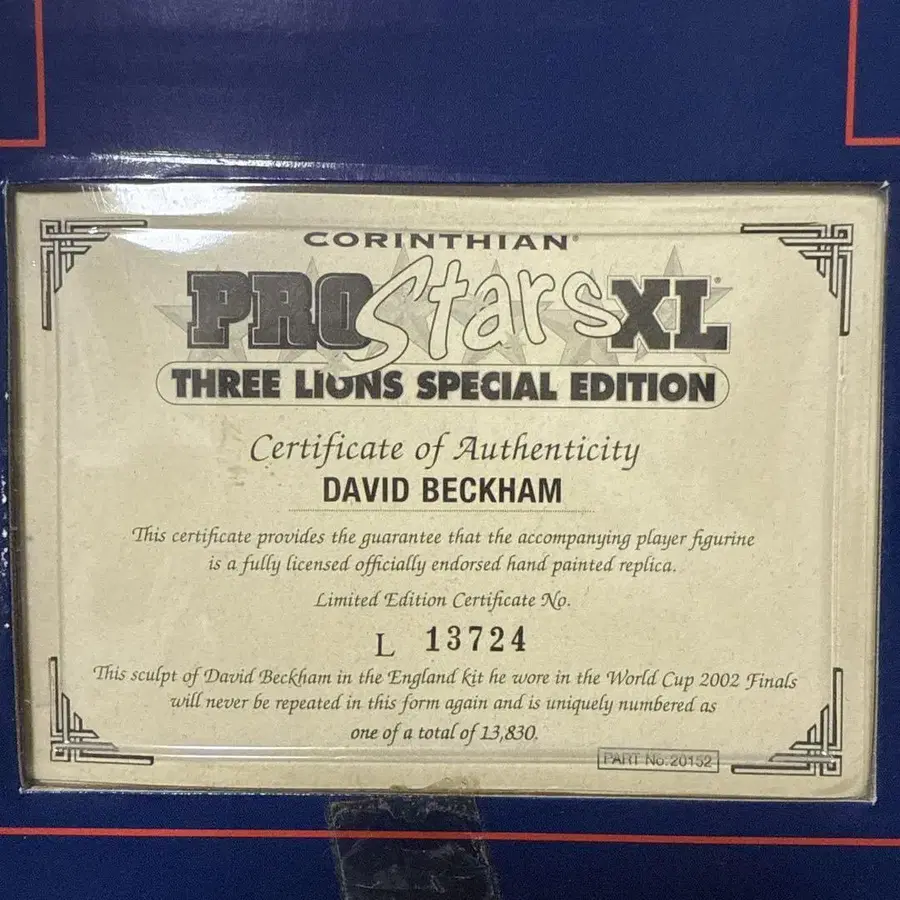 CORINTHIAN®
PRO Stars XL®
THREE LIONS SPECIAL EDITION
Certificate of Authenticity
DAVID BECKHAM
This certificate provides the guarantee that the accompanying player figurine
is a fully licensed officially endorsed hand painted replica.
Limited Edition Certificate No.
L 13724
This sculpt of David Beckham in the England kit he wore in the World Cup 2002 Finals
will never be repeated in this form again and is uniquely numbered as
one of a total of 13,830.
PART No:20152